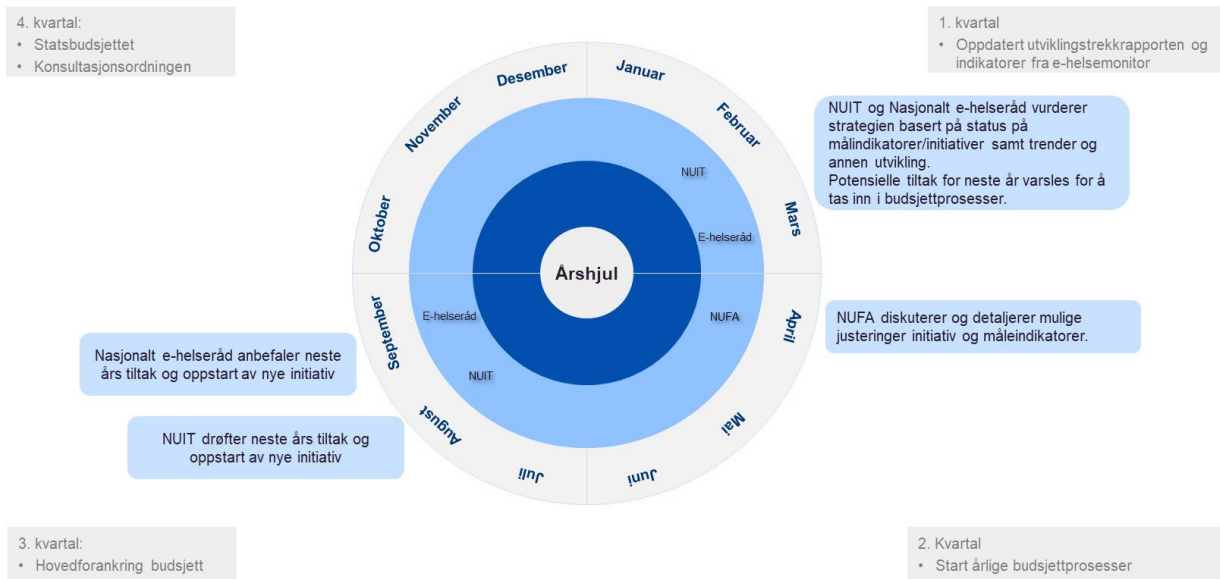 4. kvartal:
• Statsbudsjettet
• Konsultasjonsordningen
1. kvartal
• Oppdatert utviklingstrekkrapporten og
indikatorer fra e-helsemonitor
Januar
Februar
Mars
April
Mai
Juni
Juli
August
September
Oktober
November
Desember
NUIT
E-helseråd
NUFA
NUIT
E-helseråd
Årshjul
NUIT og Nasjonalt e-helseråd vurderer
strategien basert på status på
målindikatorer/initiativer samt trender og
annen utvikling.
Potensielle tiltak for neste år varsles for å
tas inn i budsjettprosesser.
NUFA diskuterer og detaljerer mulige
justeringer initiativ og måleindikatorer.
Nasjonalt e-helseråd anbefaler neste
års tiltak og oppstart av nye initiativ
NUIT drøfter neste års tiltak og
oppstart av nye initiativ
3. kvartal:
• Hovedforankring budsjett
2. Kvartal
• Start årlige budsjettprosesser